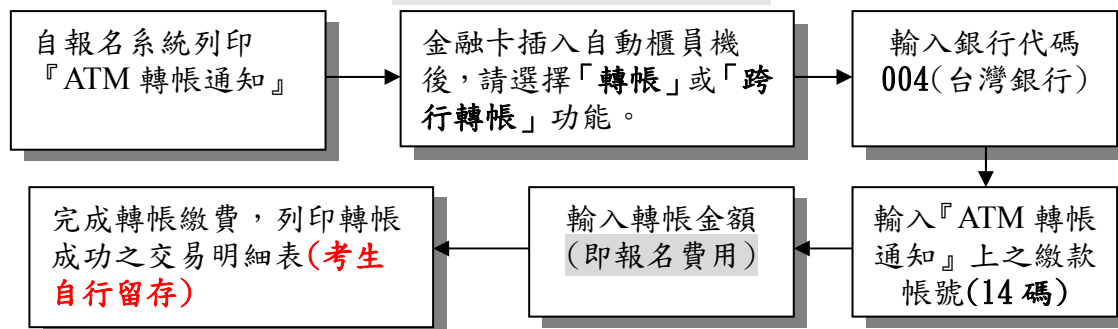 自報名系統列印
『ATM 轉帳通知』
金融卡插入自動櫃員機
後，請選擇「轉帳」或「跨
行轉帳」功能。
輸入銀行代碼
004(台灣銀行)
輸入『ATM 轉帳
通知』上之繳款
帳號(14 碼)
輸入轉帳金額
(即報名費用)
完成轉帳繳費，列印轉帳
成功之交易明細表(考生
自行留存)